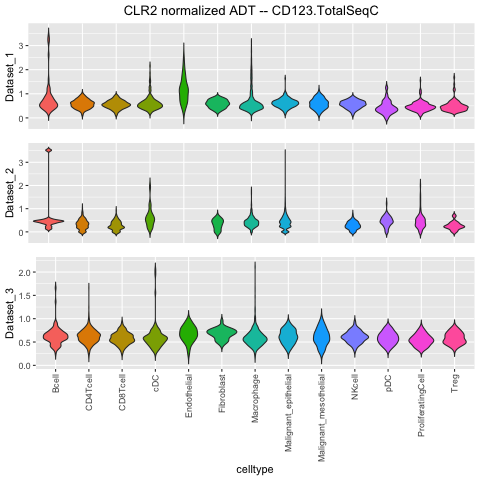 CLR2 normalized ADT -- CD123.TotalSeqC
Dataset_1
3
2
1
0
Dataset_2
3
2
1
0
Dataset_3
2.0
1.5
1.0
0.5
0.0
Bcell
CD4Tcell
CD8Tcell
cDC
Endothelial
Fibroblast
Macrophage
Malignant_epithelial
Malignant_mesothelial
NKcell
pDC
ProliferatingCell
Treg
celltype